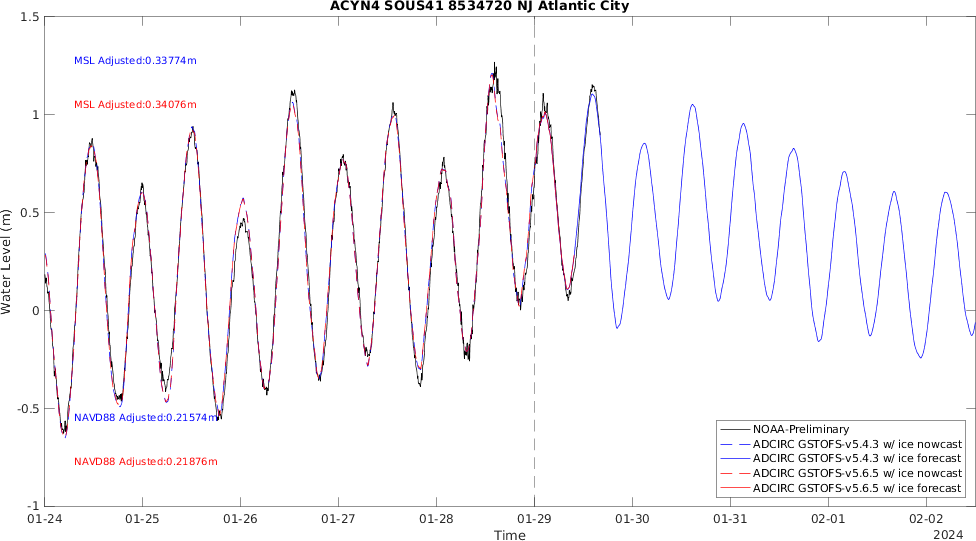 ACYN4 SOUS41 8534720 NJ Atlantic City
1.5
MSL Adjusted:0.33774m
MSL Adjusted:0.34076m
1
0.5
Water Level (m)
0
-0.5
NAVD88 Adjusted:0.21574m
NAVD88 Adjusted:0.21876m
NOAA-Preliminary
ADCIRC GSTOFS-v5.4.3 w/ ice nowcast
ADCIRC GSTOFS-v5.4.3 w/ ice forecast
ADCIRC GSTOFS-v5.6.5 w/ ice nowcast
ADCIRC GSTOFS-v5.6.5 w/ ice forecast
-1
01-24 01-25 01-26 01-27 01-28 01-29 01-30 01-31 02-01 02-02
Time
2024